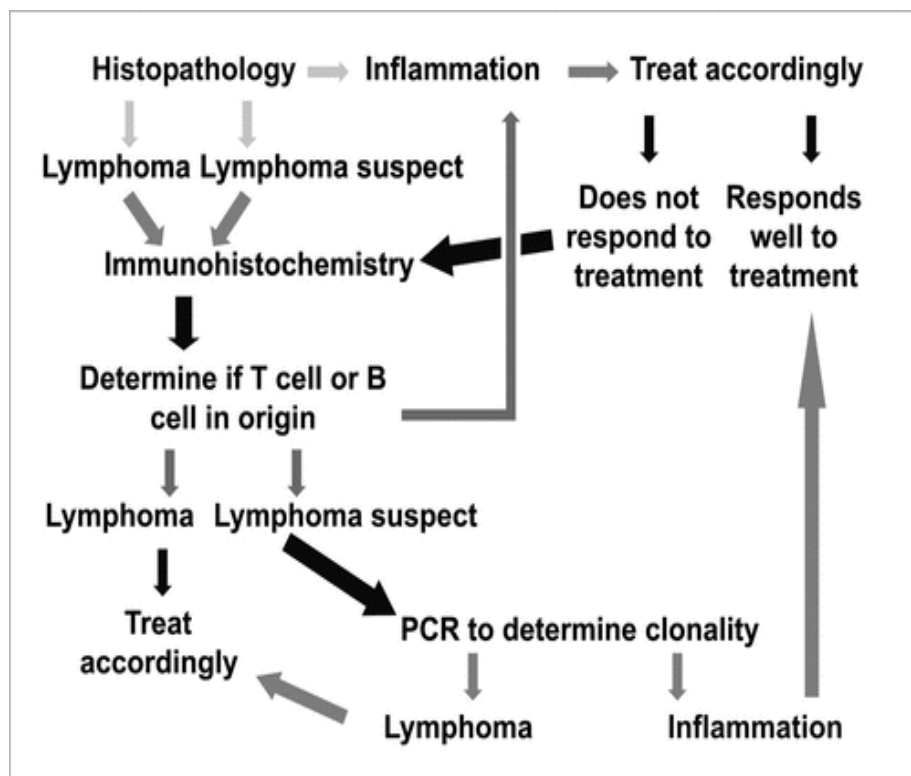 Histopathology
Inflammation
Treat accordingly
Lymphoma
Lymphoma suspect
Does not
respond to
treatment
Responds
well to
treatment
Immunohistochemistry
Determine if T cell or B
cell in origin
Lymphoma
Lymphoma suspect
Treat
accordingly
PCR to determine clonality
Lymphoma
Inflammation